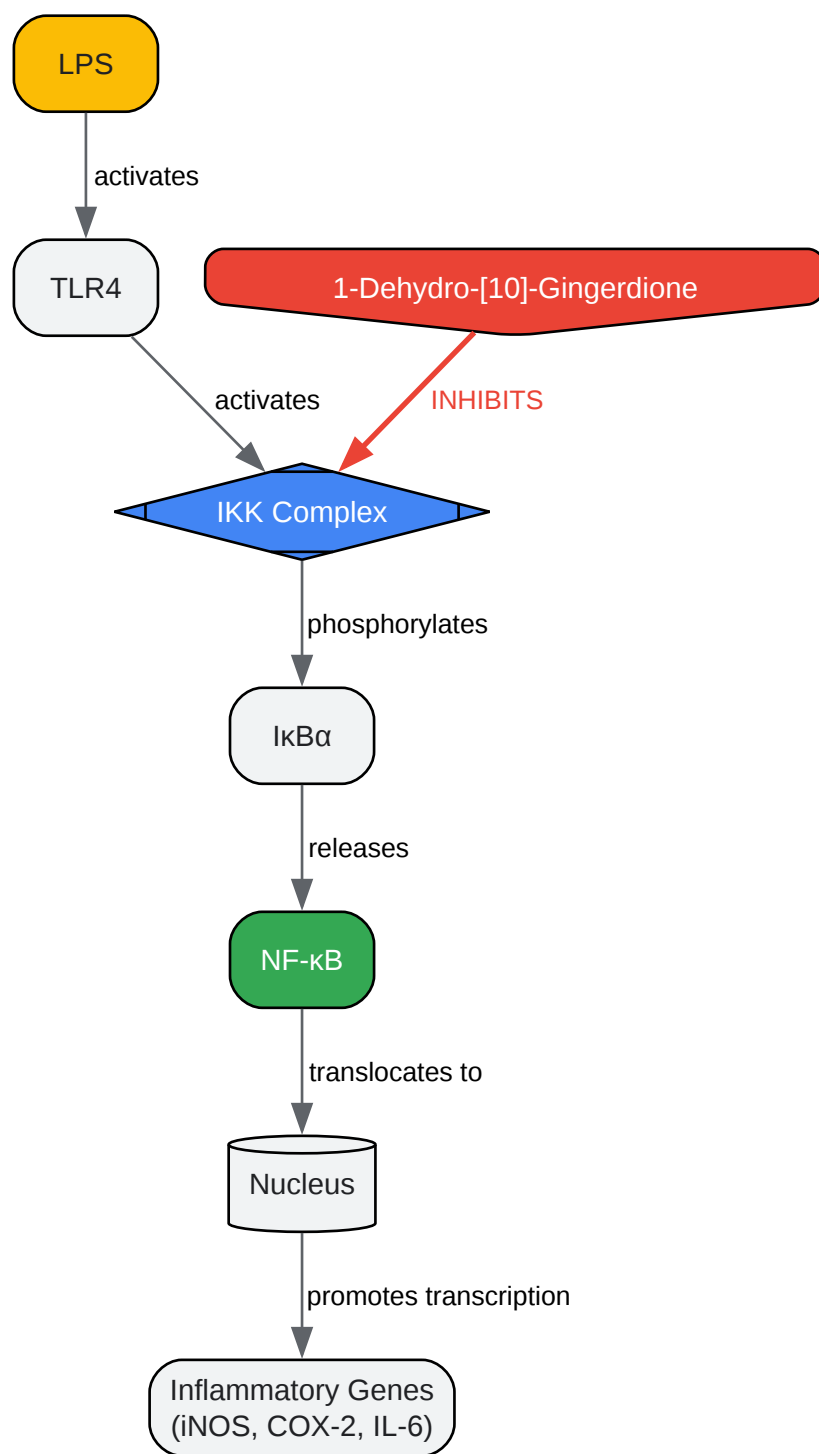 LPS
activates
TLR4
1-Dehydro-[10]-Gingerdione
activates
INHIBITS
IKK Complex
phosphorylates
IκBα
releases
NF-κB
translocates to
Nucleus
promotes transcription
Inflammatory Genes
(iNOS, COX-2, IL-6)